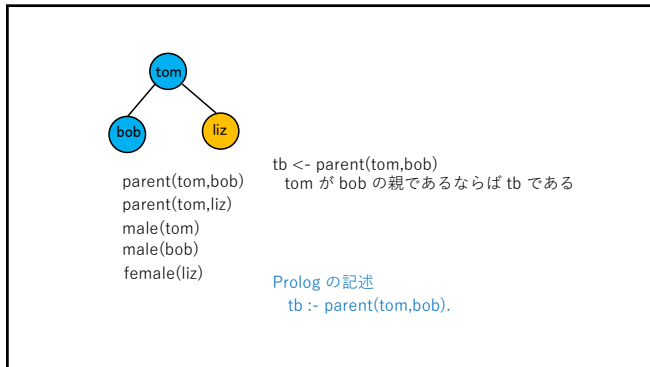 tom
bob
liz
parent(tom,bob)
parent(tom,liz)
male(tom)
male(bob)
female(liz)
tb <- parent(tom,bob)
tom が bob の親であるならば tb である
Prolog の記述
tb :- parent(tom,bob).